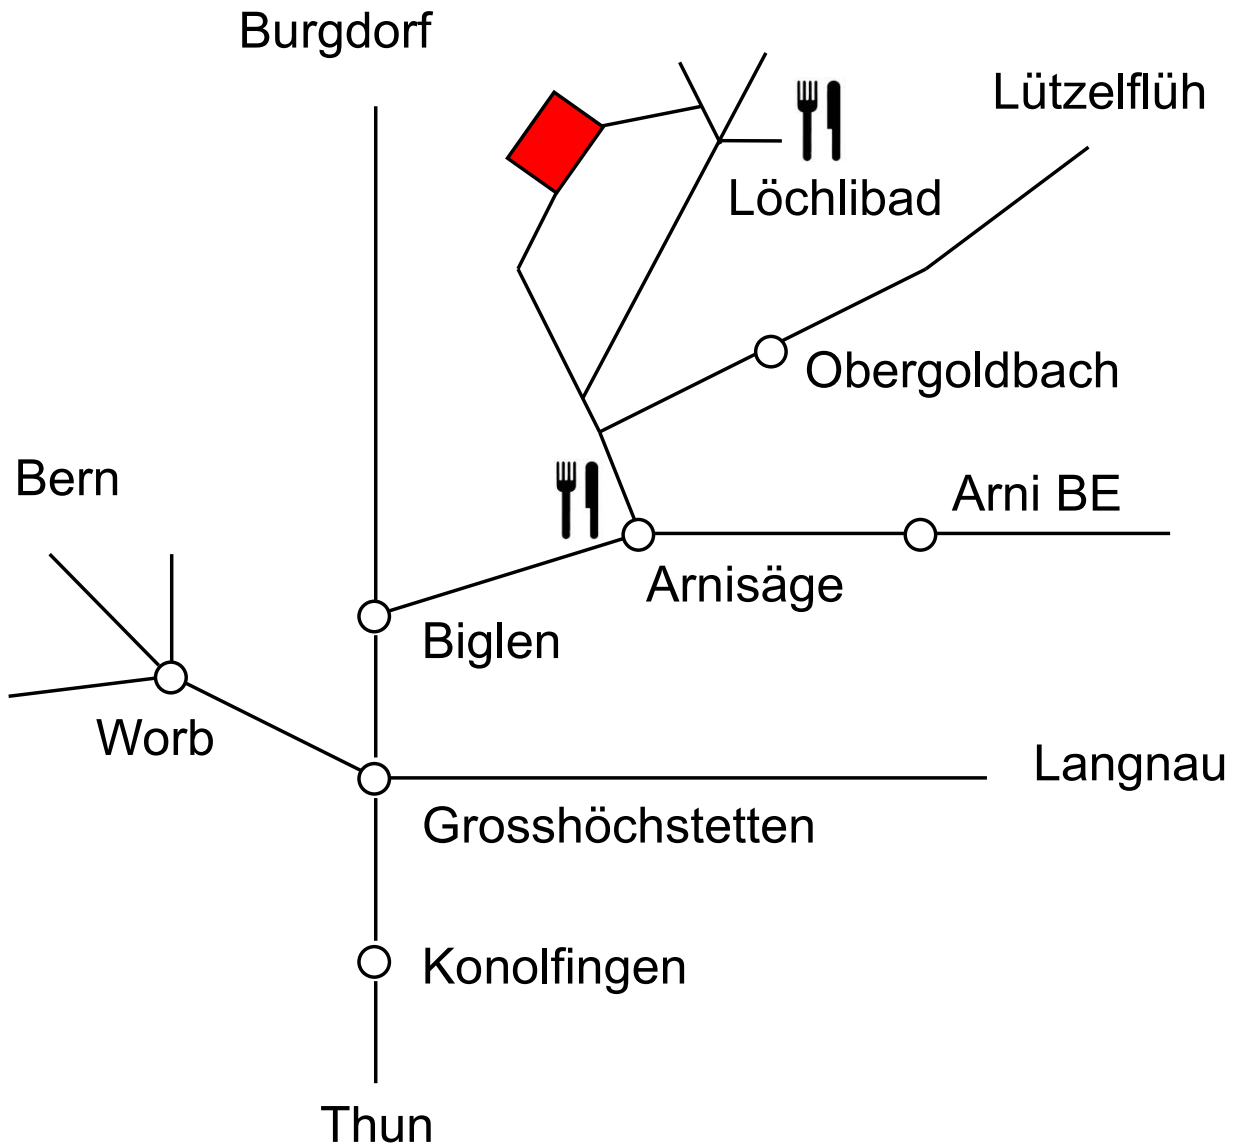 Burgdorf
Lützelflüh
Löchlibad
Obergoldbach
Bern
Arni BE
Arnisäge
Biglen
Worb
Langnau
Grosshöchstetten
Konolfingen
Thun